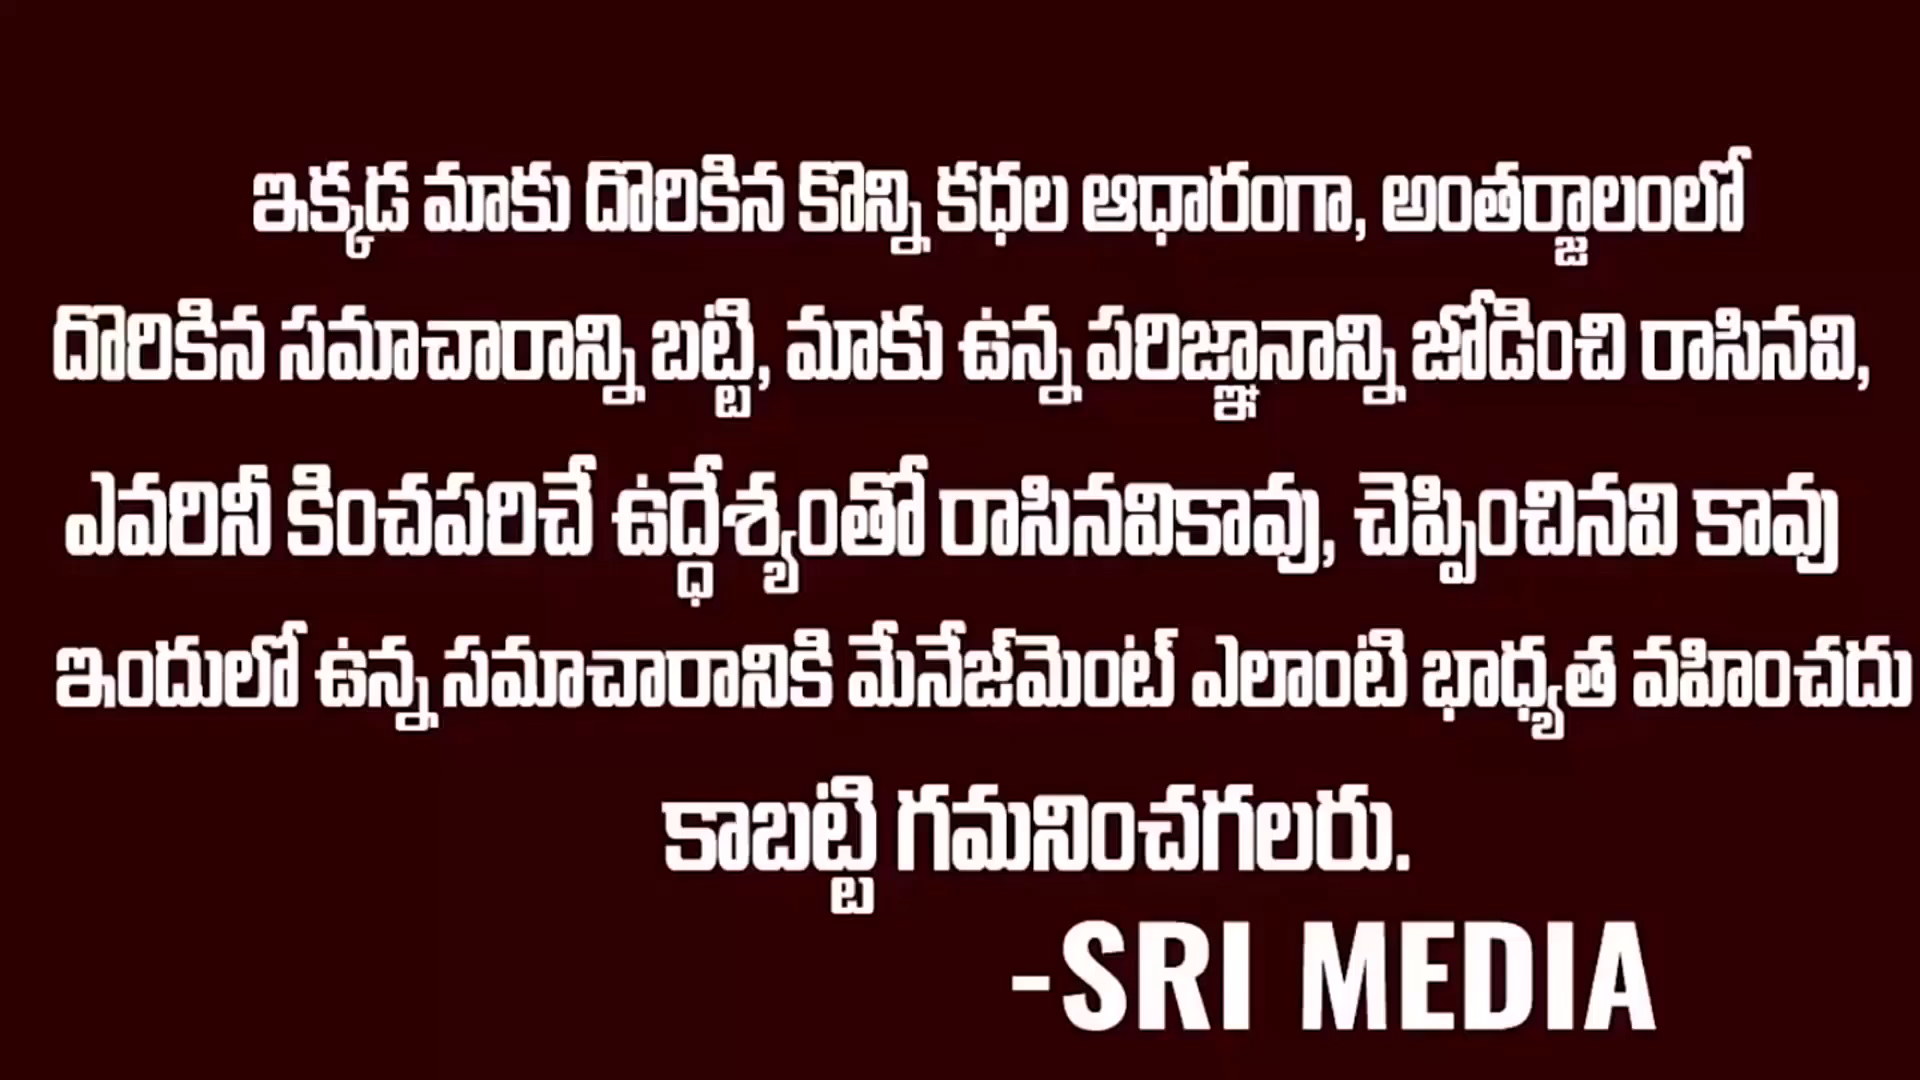 ఇక్కడ మాకు దొరికిన కొన్ని కధల ఆధారంగా, అంతర్జాలంలో
దొరికిన సమాచారాన్ని బట్టి, మాకు ఉన్న పరిజ్ఞానాన్ని జోడించి రాసినవి,
ఎవరినీ కించపరిచే ఉద్ధేశ్యంతో రాసినవికావు, చెప్పించినవి కావు
ఇందులో ఉన్న సమాచారానికి మేనేజ్‌మెంట్ ఎలాంటి భాధ్యత వహించదు
కాబట్టి గమనించగలరు.
-SRI MEDIA